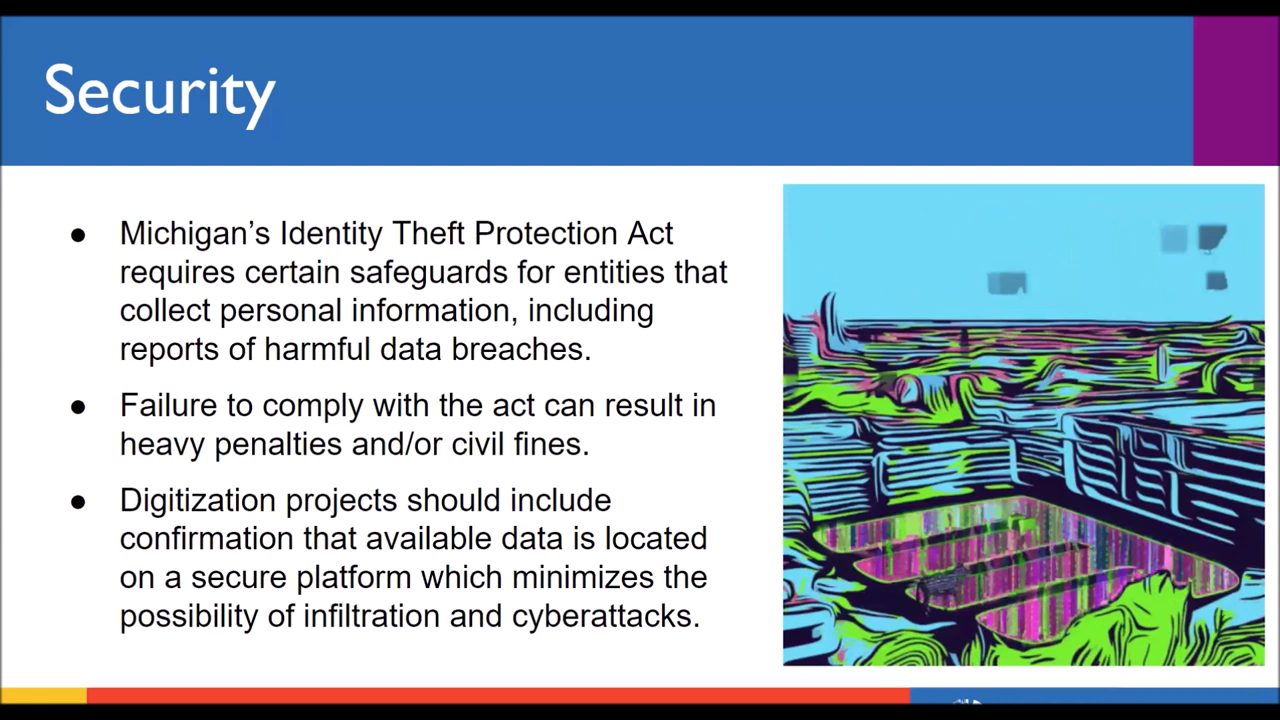 Security
● Michigan’s Identity Theft Protection Act
requires certain safeguards for entities that
collect personal information, including
reports of harmful data breaches.
● Failure to comply with the act can result in
heavy penalties and/or civil fines.
● Digitization projects should include
confirmation that available data is located
on a secure platform which minimizes the
possibility of infiltration and cyberattacks.